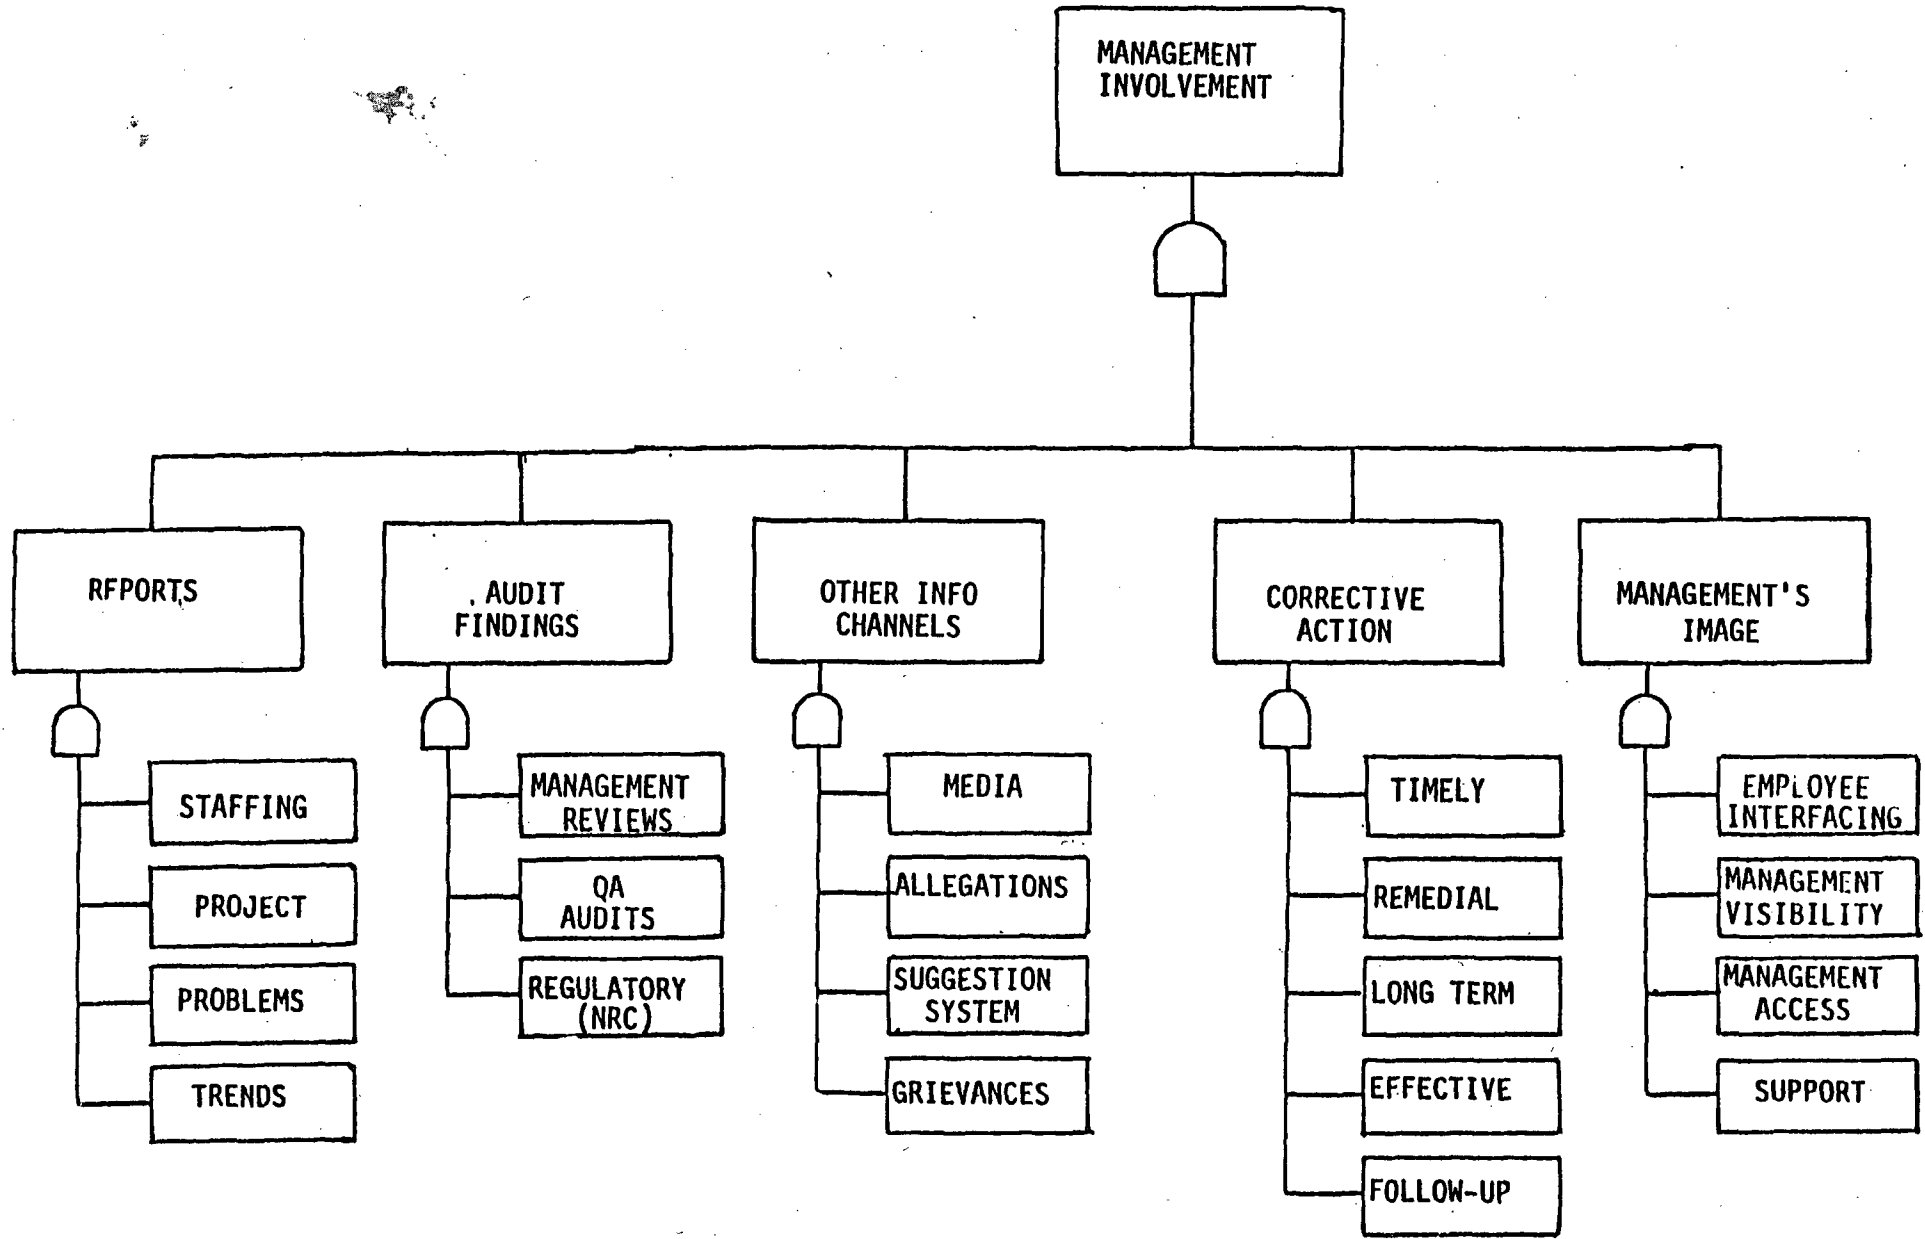 MANAGEMENT
INVOLVEMENT
RFPORTS
AUDIT
FINDINGS
OTHER INFO
CHANNELS
CORRECTIVE
ACTION
MANAGEMENT'S
IMAGE
STAFFING
PROJECT
PROBLEMS
TRENDS
MANAGEMENT
REVIEWS
QA
AUDITS
REGULATORY
(NRC)
MEDIA
ALLEGATIONS
SUGGESTION
SYSTEM
GRIEVANCES
TIMELY
REMEDIAL
LONG TERM
EFFECTIVE
FOLLOW-UP
EMPLOYEE
INTERFACING
MANAGEMENT
VISIBILITY
MANAGEMENT
ACCESS
SUPPORT